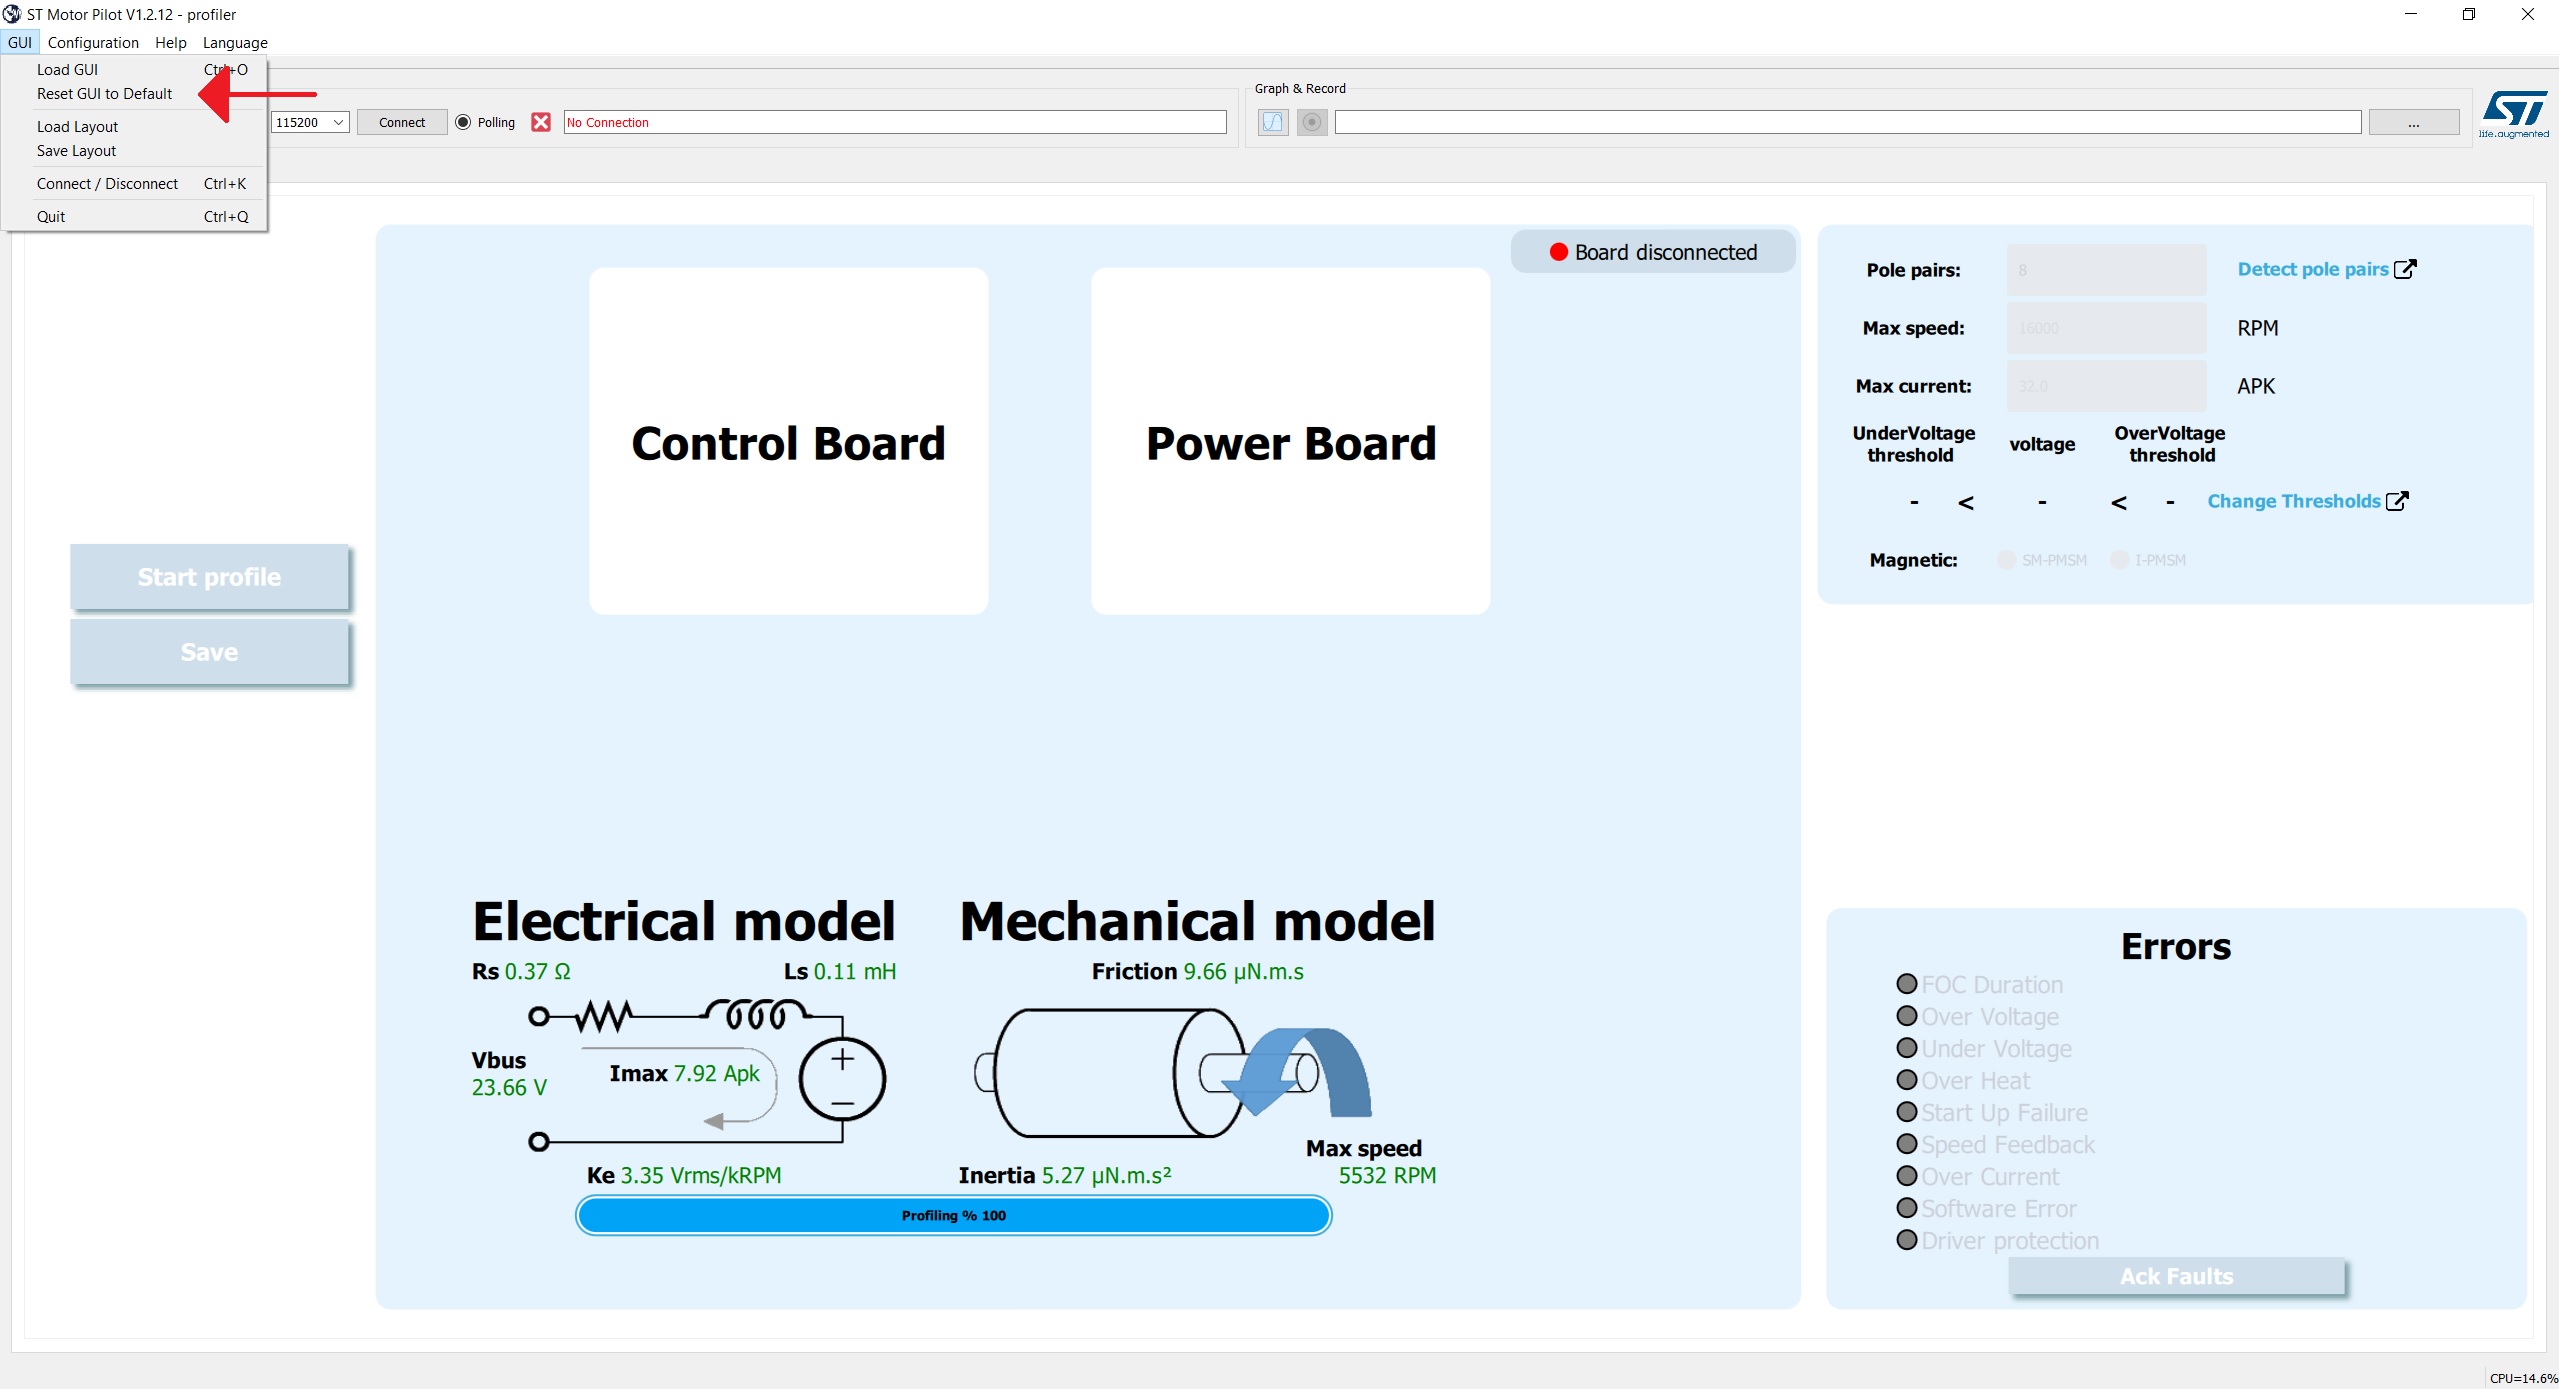 ST Motor Pilot V1.2.12 - profiler
GUI Configuration Help Language
Load GUI Ctrl+O
Reset GUI to Default
Load Layout
Save Layout
Connect / Disconnect Ctrl+K
Quit Ctrl+Q
115200 Connect Polling No Connection
Graph & Record
...
ST
life.augmented
Board disconnected
Control Board
Power Board
Start profile
Save
Pole pairs: 8 Detect pole pairs
Max speed: 16000 RPM
Max current: 32.0 APK
UnderVoltage threshold voltage OverVoltage threshold
- < - < - Change Thresholds
Magnetic: SM-PMSM I-PMSM
Electrical model
Rs 0.37 Ω Ls 0.11 mH
Vbus
23.66 V
Imax 7.92 Apk
+
−
Ke 3.35 Vrms/kRPM
Mechanical model
Friction 9.66 µN.m.s
Max speed
5532 RPM
Inertia 5.27 µN.m.s²
Profiling % 100
Errors
FOC Duration
Over Voltage
Under Voltage
Over Heat
Start Up Failure
Speed Feedback
Over Current
Software Error
Driver protection
Ack Faults
CPU=14.6%